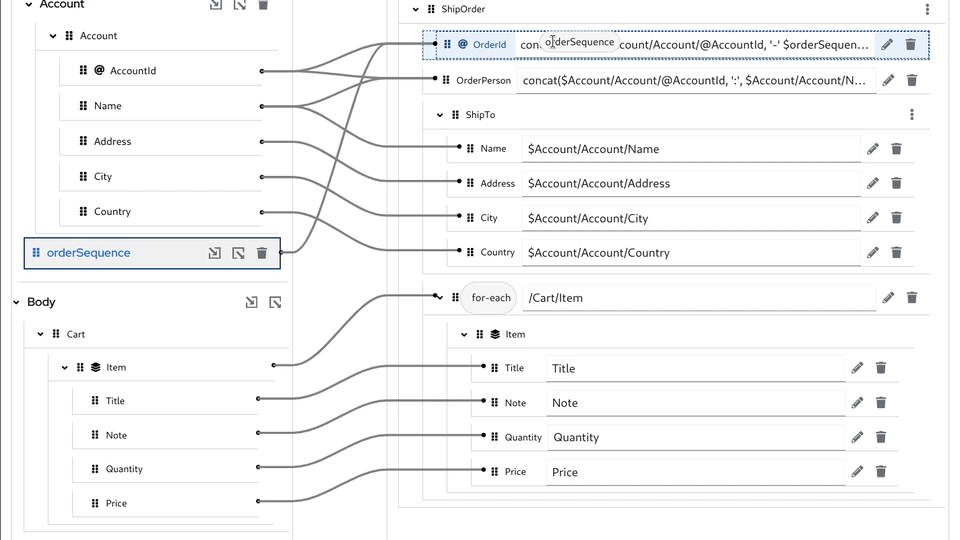 Account
Account
@ AccountId
Name
Address
City
Country
orderSequence
Body
Cart
Item
Title
Note
Quantity
Price
ShipOrder
@ OrderId
orderSequence
count/Account/@AccountId, '-' $orderSequen...
OrderPerson
concat($Account/Account/@AccountId, ':', $Account/Account/N...
ShipTo
Name
$Account/Account/Name
Address
$Account/Account/Address
City
$Account/Account/City
Country
$Account/Account/Country
for-each
/Cart/Item
Item
Title
Title
Note
Note
Quantity
Quantity
Price
Price